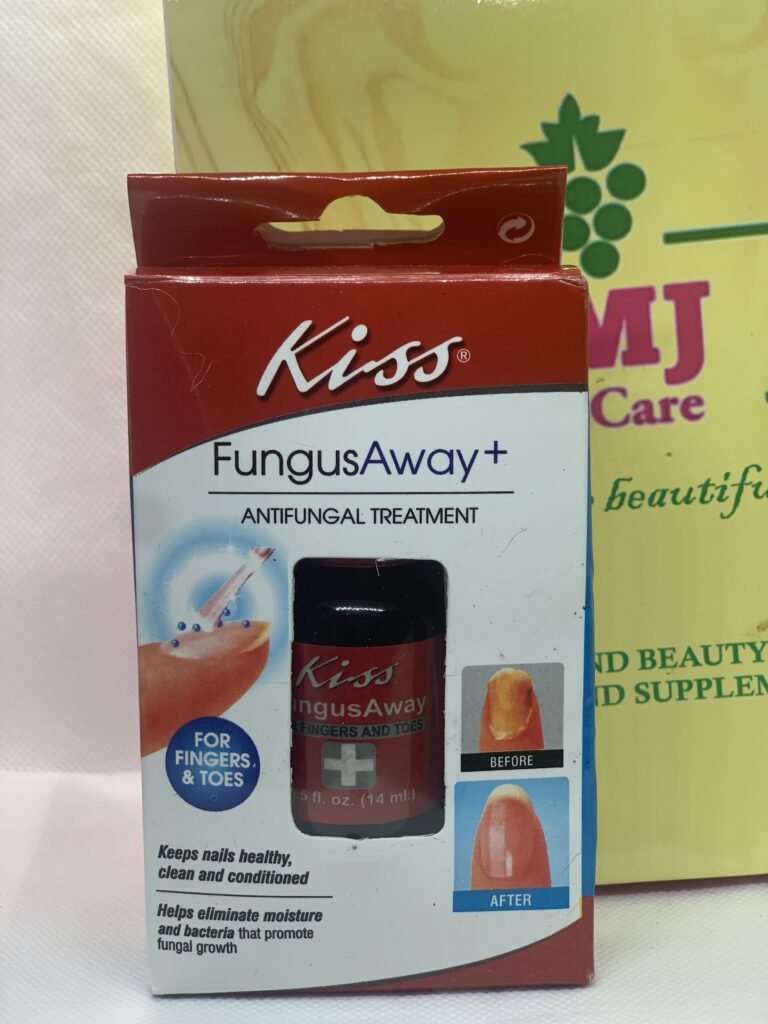 Kiss®
FungusAway+
ANTIFUNGAL TREATMENT
Kiss
ngusAway
FINGERS AND TOES
5 fl. oz. (14 ml.)
FOR
FINGERS
& TOES
BEFORE
AFTER
Keeps nails healthy,
clean and conditioned
Helps eliminate moisture
and bacteria that promote
fungal growth
MJ
Care
beautifu
ND BEAUTY
ND SUPPLEM